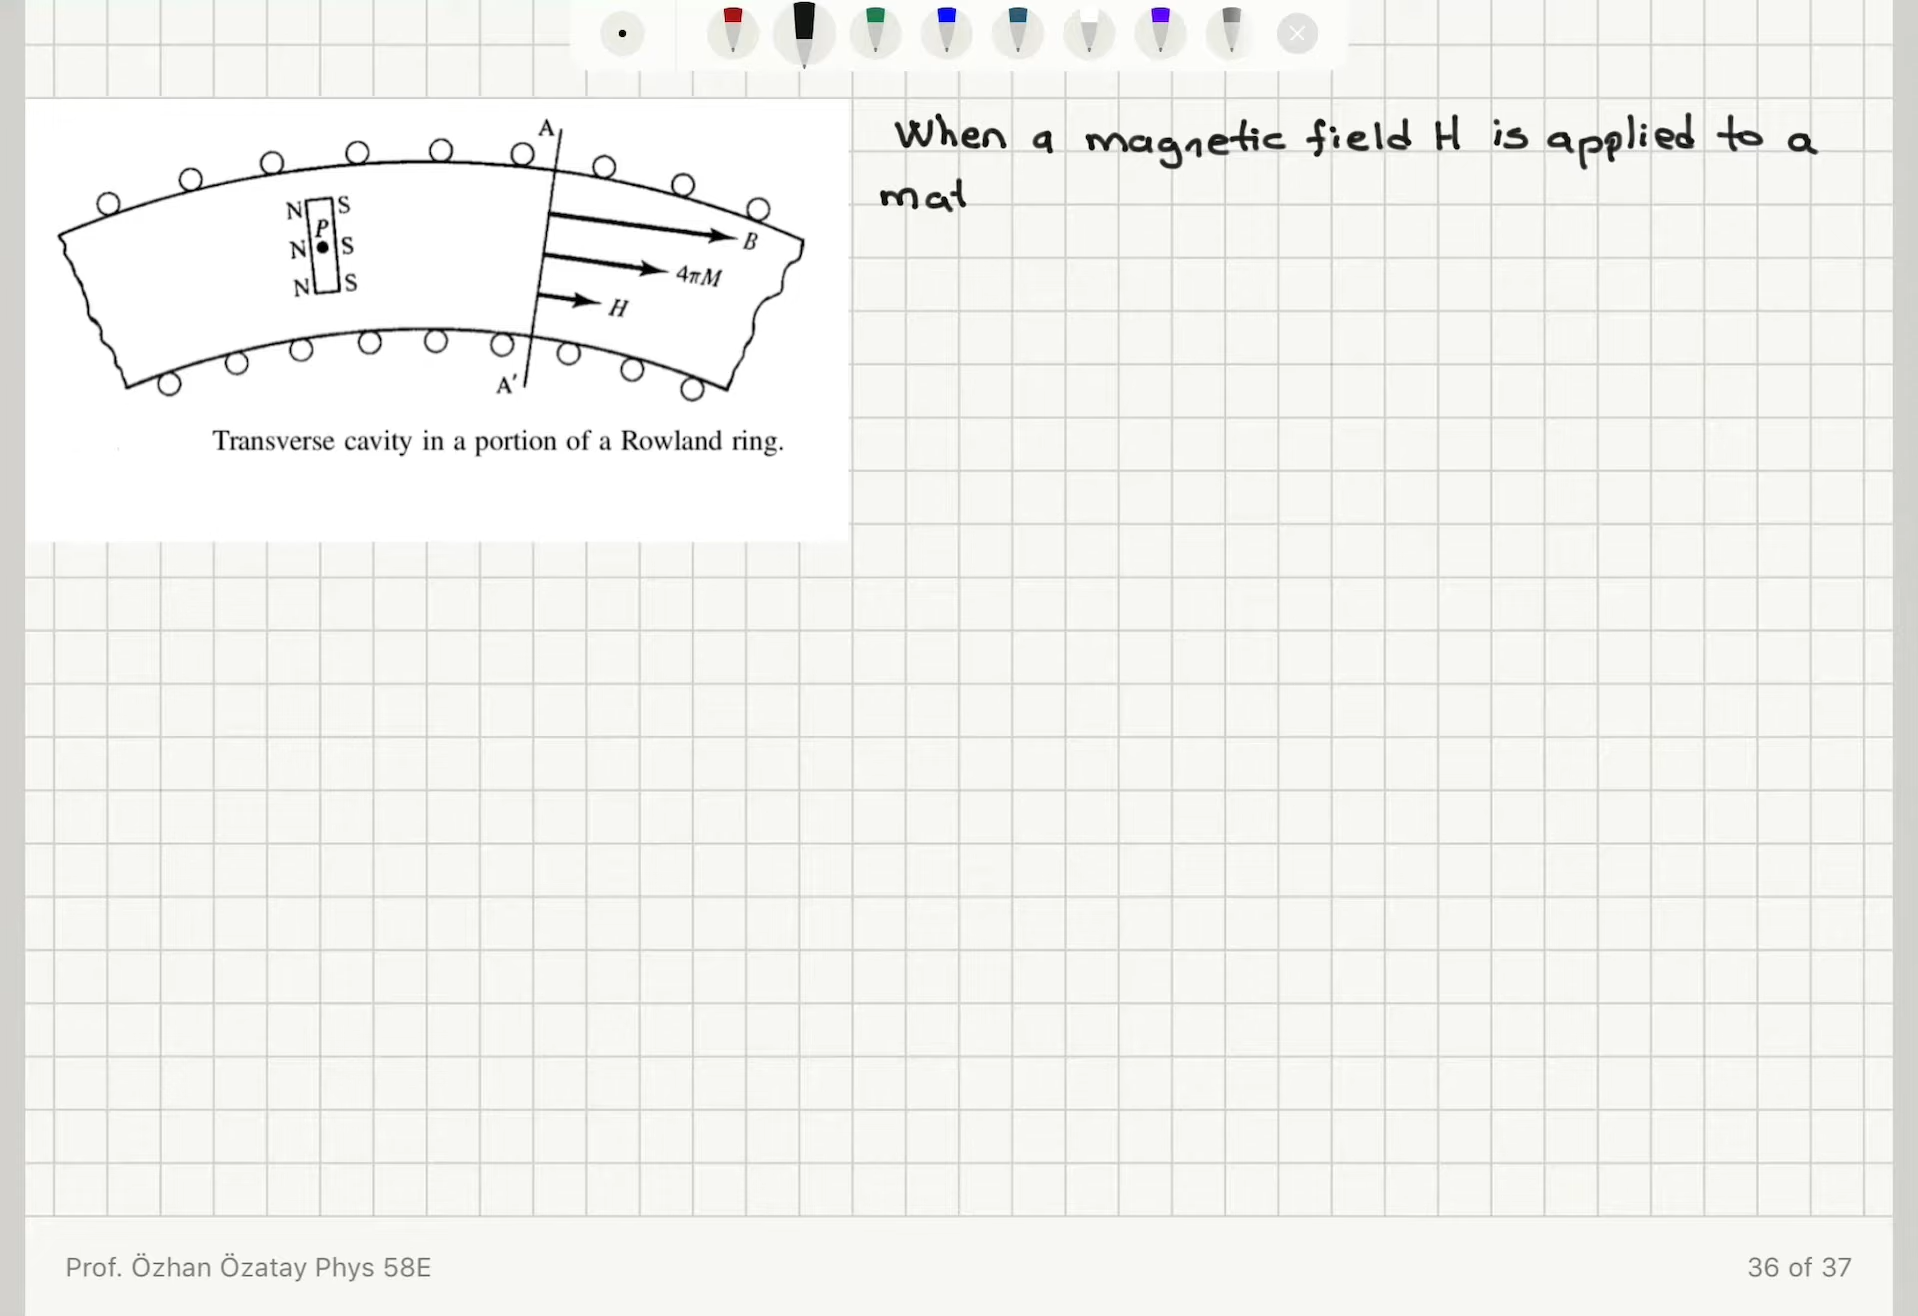 When a magnetic field H is applied to a
mat
A
N S
P
N S
N S
B
4πM
H
A'
Transverse cavity in a portion of a Rowland ring.
Prof. Özhan Özatay Phys 58E
36 of 37